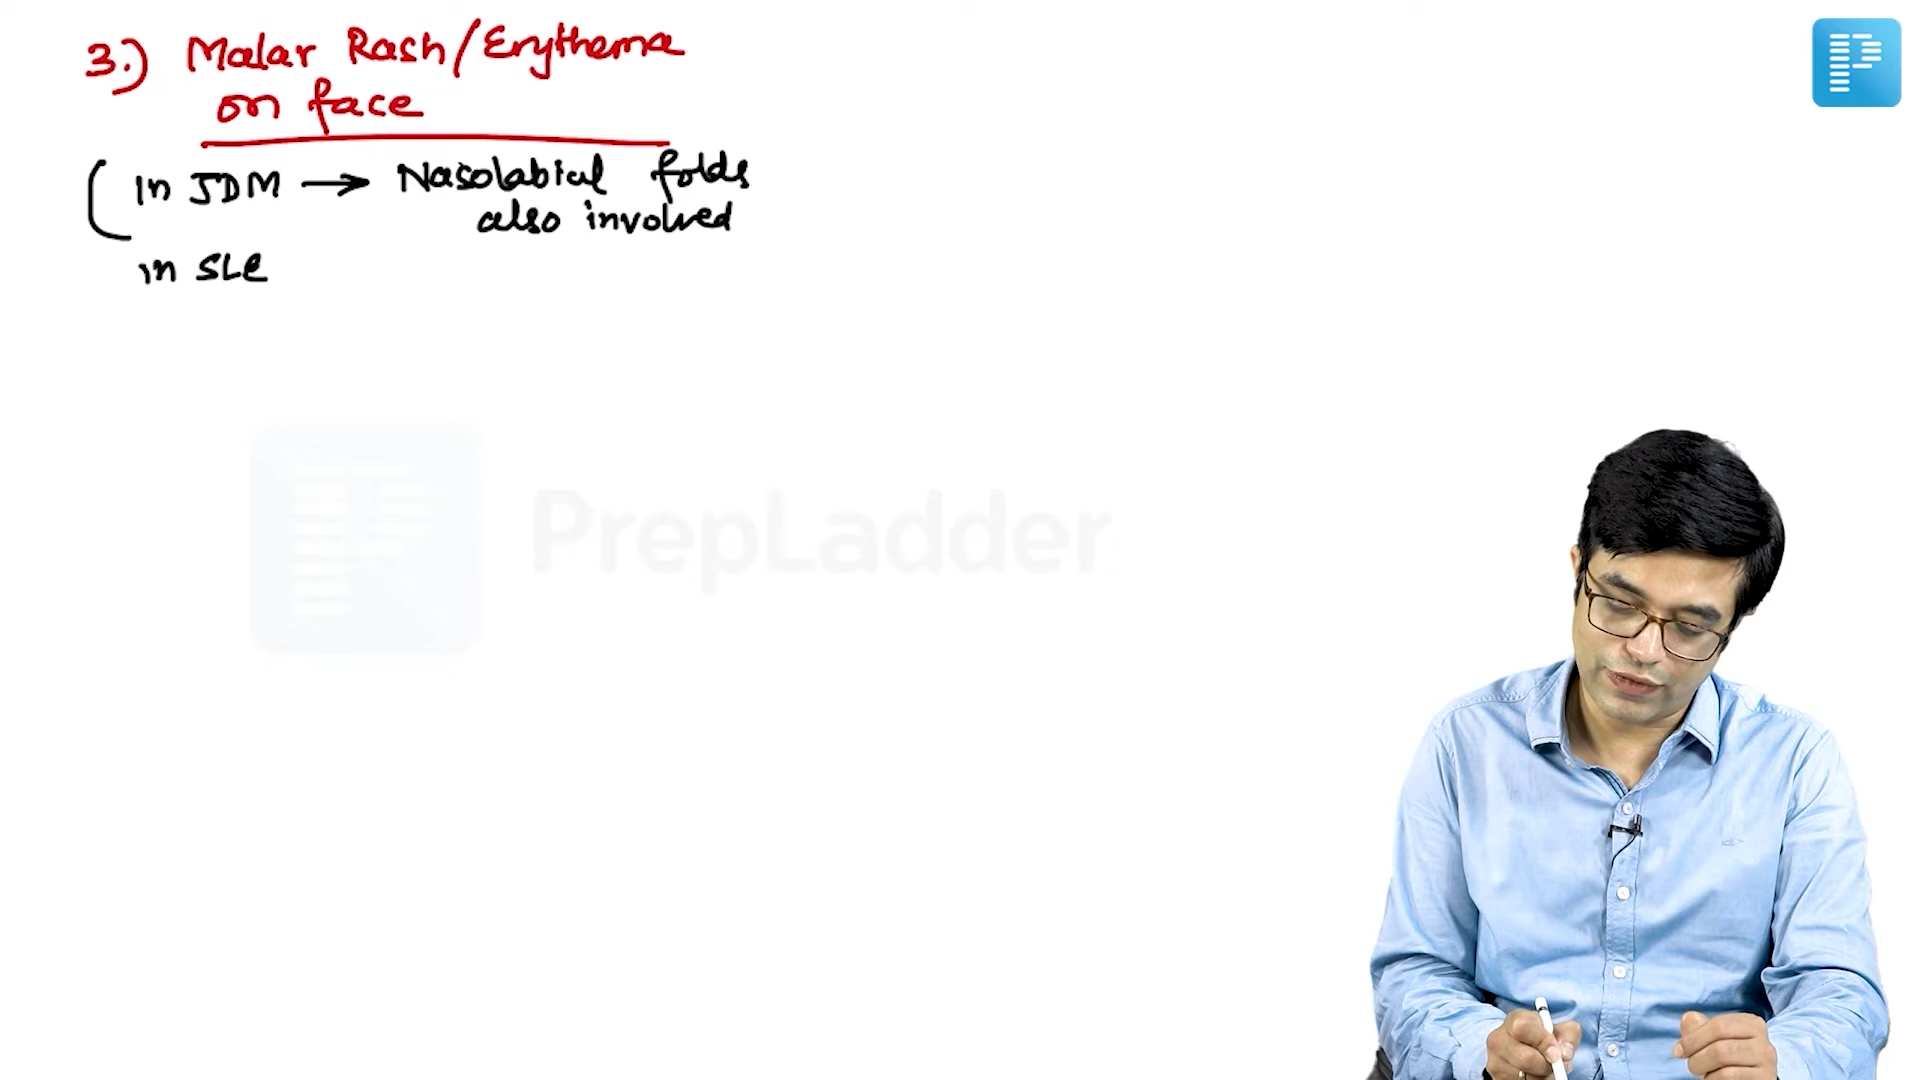 3.) Malar Rash/Erythema
on face
In JDM → Nasolabial folds
also involved
in SLE
PrepLadder